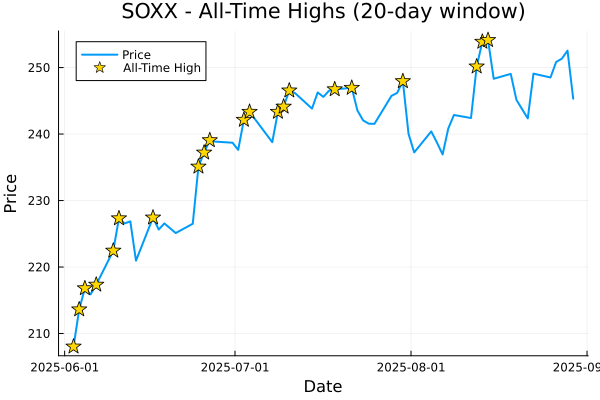 SOXX - All-Time Highs (20-day window)
Price
All-Time High
250
240
230
220
210
Price
2025-06-01
2025-07-01
2025-08-01
2025-09
Date